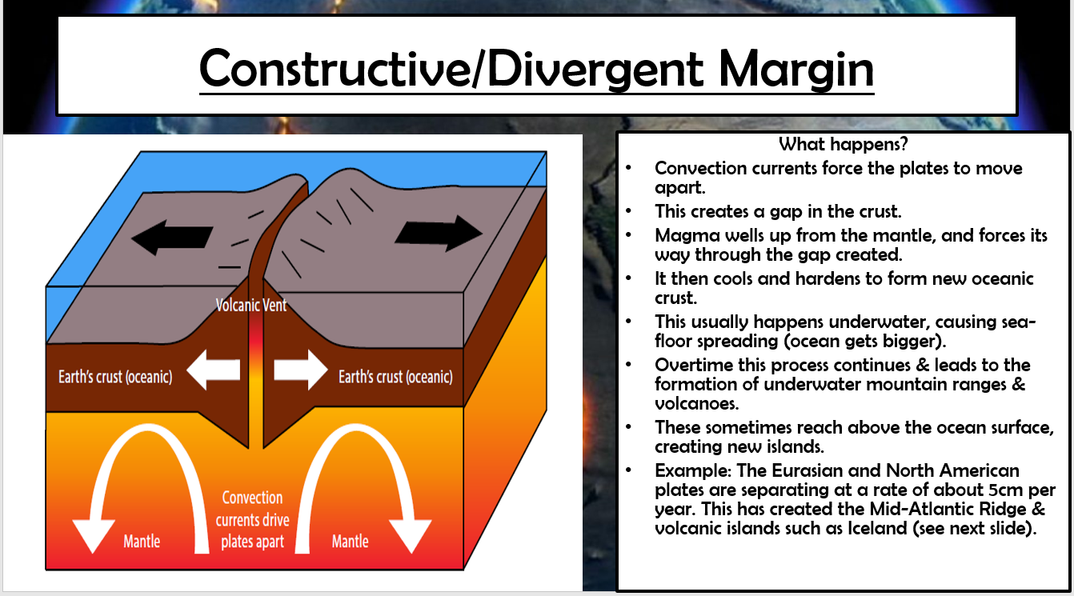 Constructive/Divergent Margin
Volcanic Vent
Earth's crust (oceanic)
Earth's crust (oceanic)
Convection
currents drive
plates apart
Mantle
Mantle
What happens?
• Convection currents force the plates to move
apart.
• This creates a gap in the crust.
• Magma wells up from the mantle, and forces its
way through the gap created.
• It then cools and hardens to form new oceanic
crust.
• This usually happens underwater, causing sea-
floor spreading (ocean gets bigger).
• Overtime this process continues & leads to the
formation of underwater mountain ranges &
volcanoes.
• These sometimes reach above the ocean surface,
creating new islands.
• Example: The Eurasian and North American
plates are separating at a rate of about 5cm per
year. This has created the Mid-Atlantic Ridge &
volcanic islands such as Iceland (see next slide).